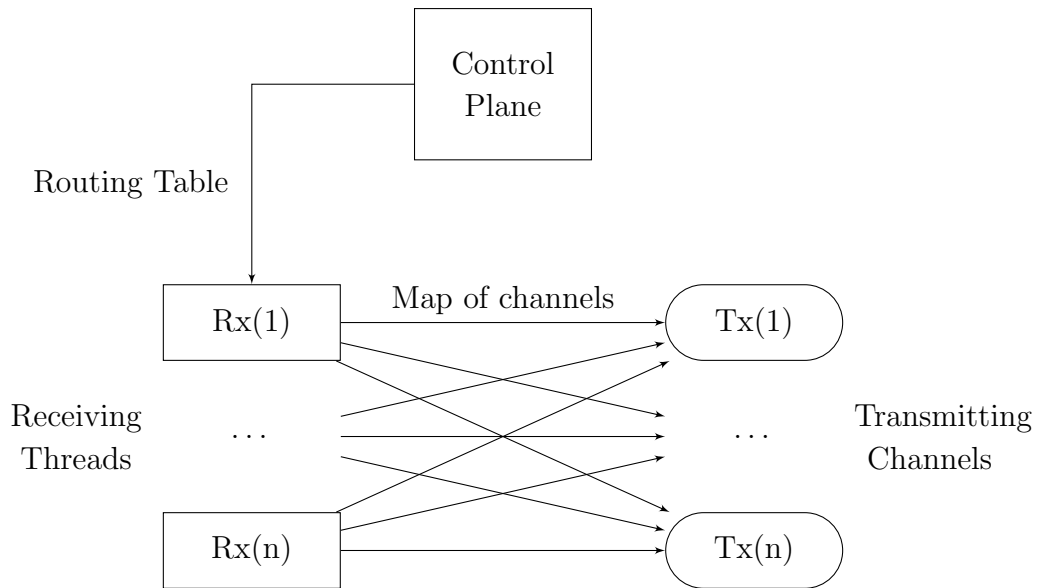 Control
Plane
Routing Table
Map of channels
Rx(1)
Tx(1)
Receiving
Threads
. . .
. . .
Transmitting
Channels
Rx(n)
Tx(n)